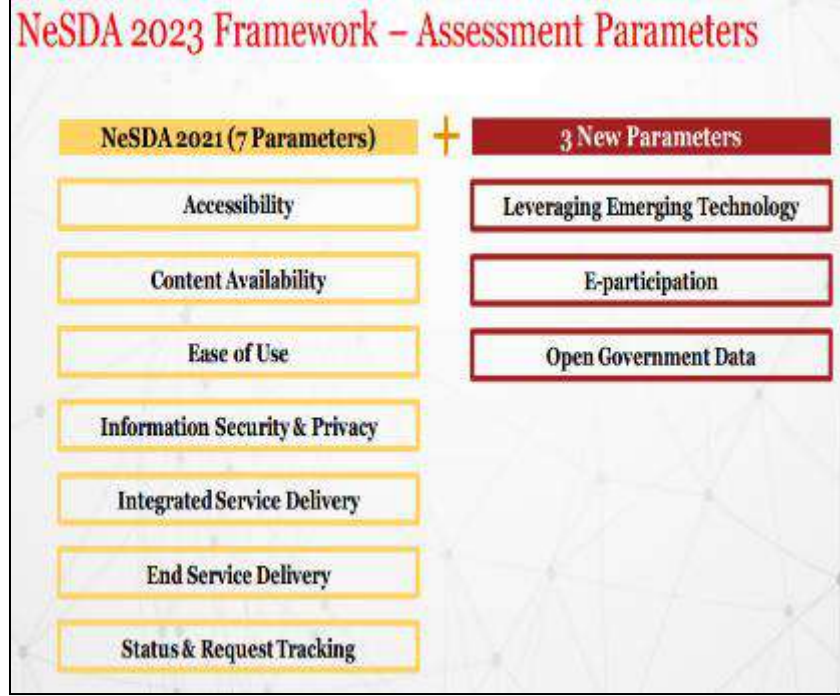 NeSDA 2023 Framework – Assessment Parameters
NeSDA 2021 (7 Parameters)
+
3 New Parameters
Accessibility
Content Availability
Ease of Use
Information Security & Privacy
Integrated Service Delivery
End Service Delivery
Status & Request Tracking
Leveraging Emerging Technology
E-participation
Open Government Data